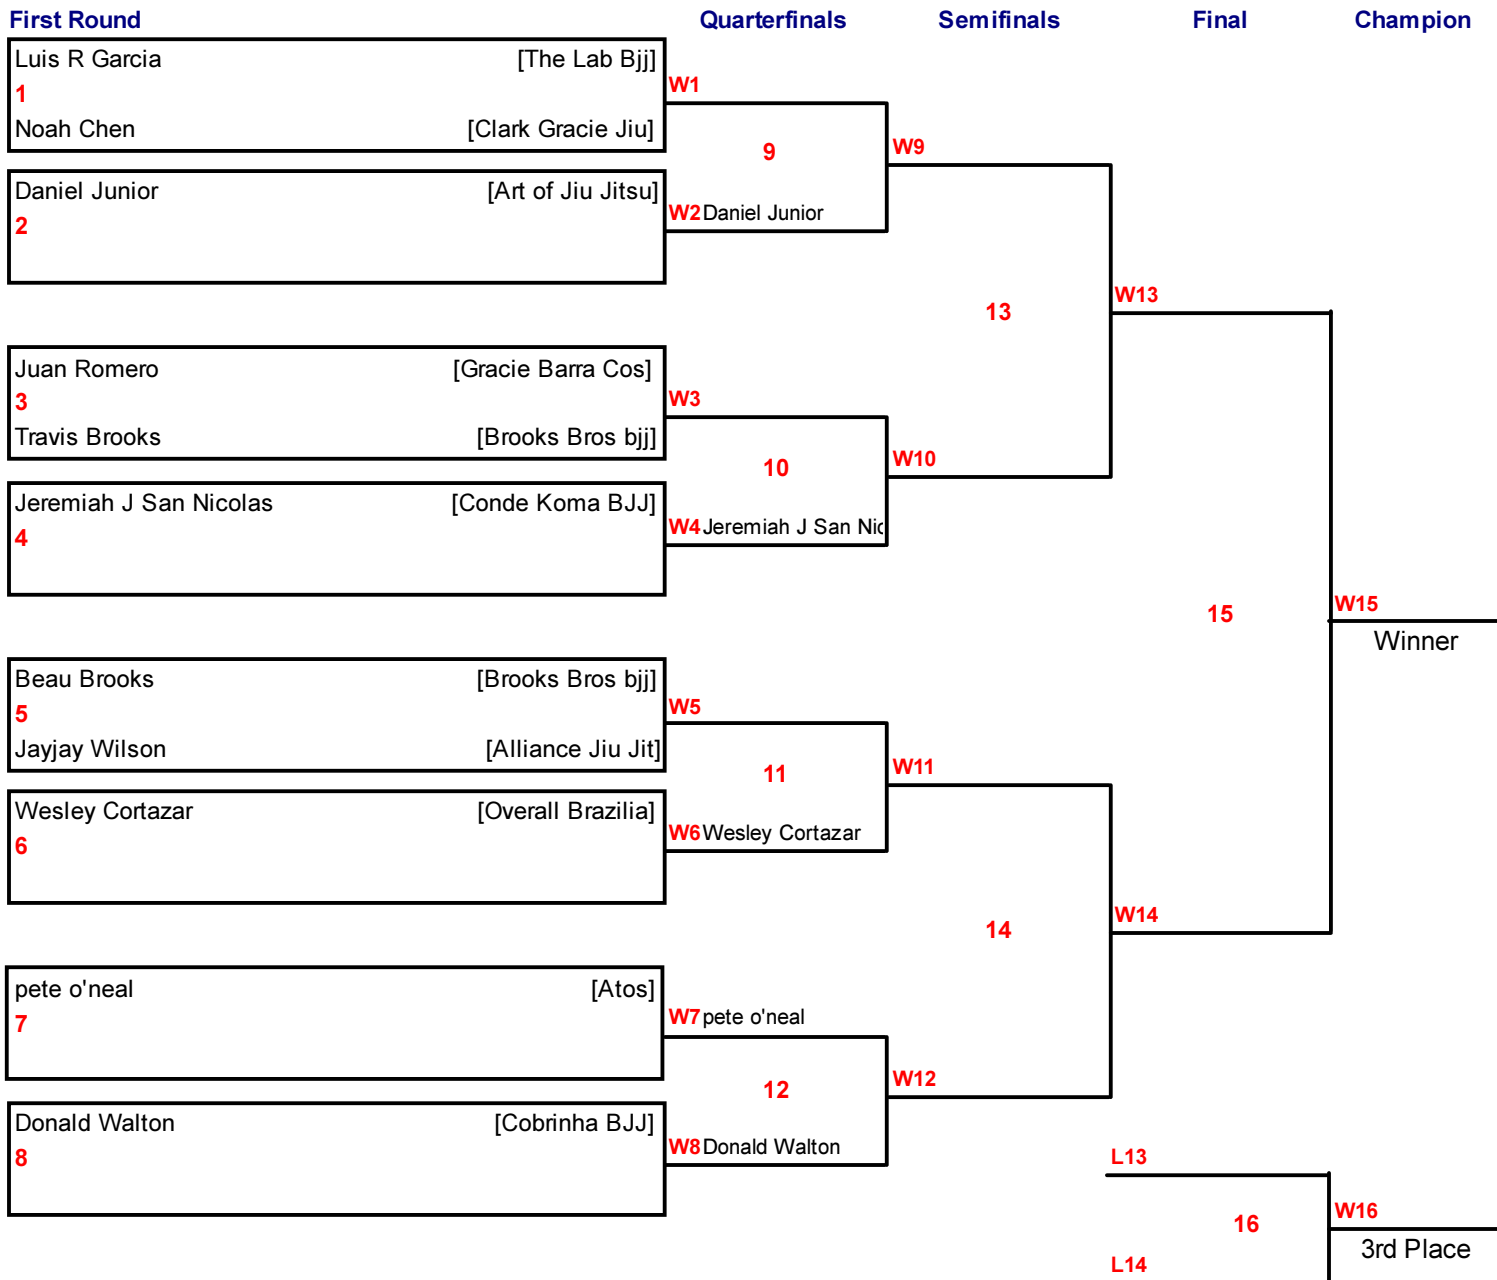 First Round Quarterfinals Semifinals Final Champion
Luis R Garcia [The Lab Bjj]
1
Noah Chen [Clark Gracie Jiu]
Daniel Junior [Art of Jiu Jitsu]
2
Juan Romero [Gracie Barra Cos]
3
Travis Brooks [Brooks Bros bjj]
Jeremiah J San Nicolas [Conde Koma BJJ]
4
Beau Brooks [Brooks Bros bjj]
5
Jayjay Wilson [Alliance Jiu Jit]
Wesley Cortazar [Overall Brazilia]
6
pete o'neal [Atos]
7
Donald Walton [Cobrinha BJJ]
8
W1
9
W2 Daniel Junior
W3
10
W4 Jeremiah J San Nic
W5
11
W6 Wesley Cortazar
W7 pete o'neal
12
W8 Donald Walton
W9
13
W10
W11
14
W12
W13
15
W14
W15
Winner
L13
16
L14
W16
3rd Place